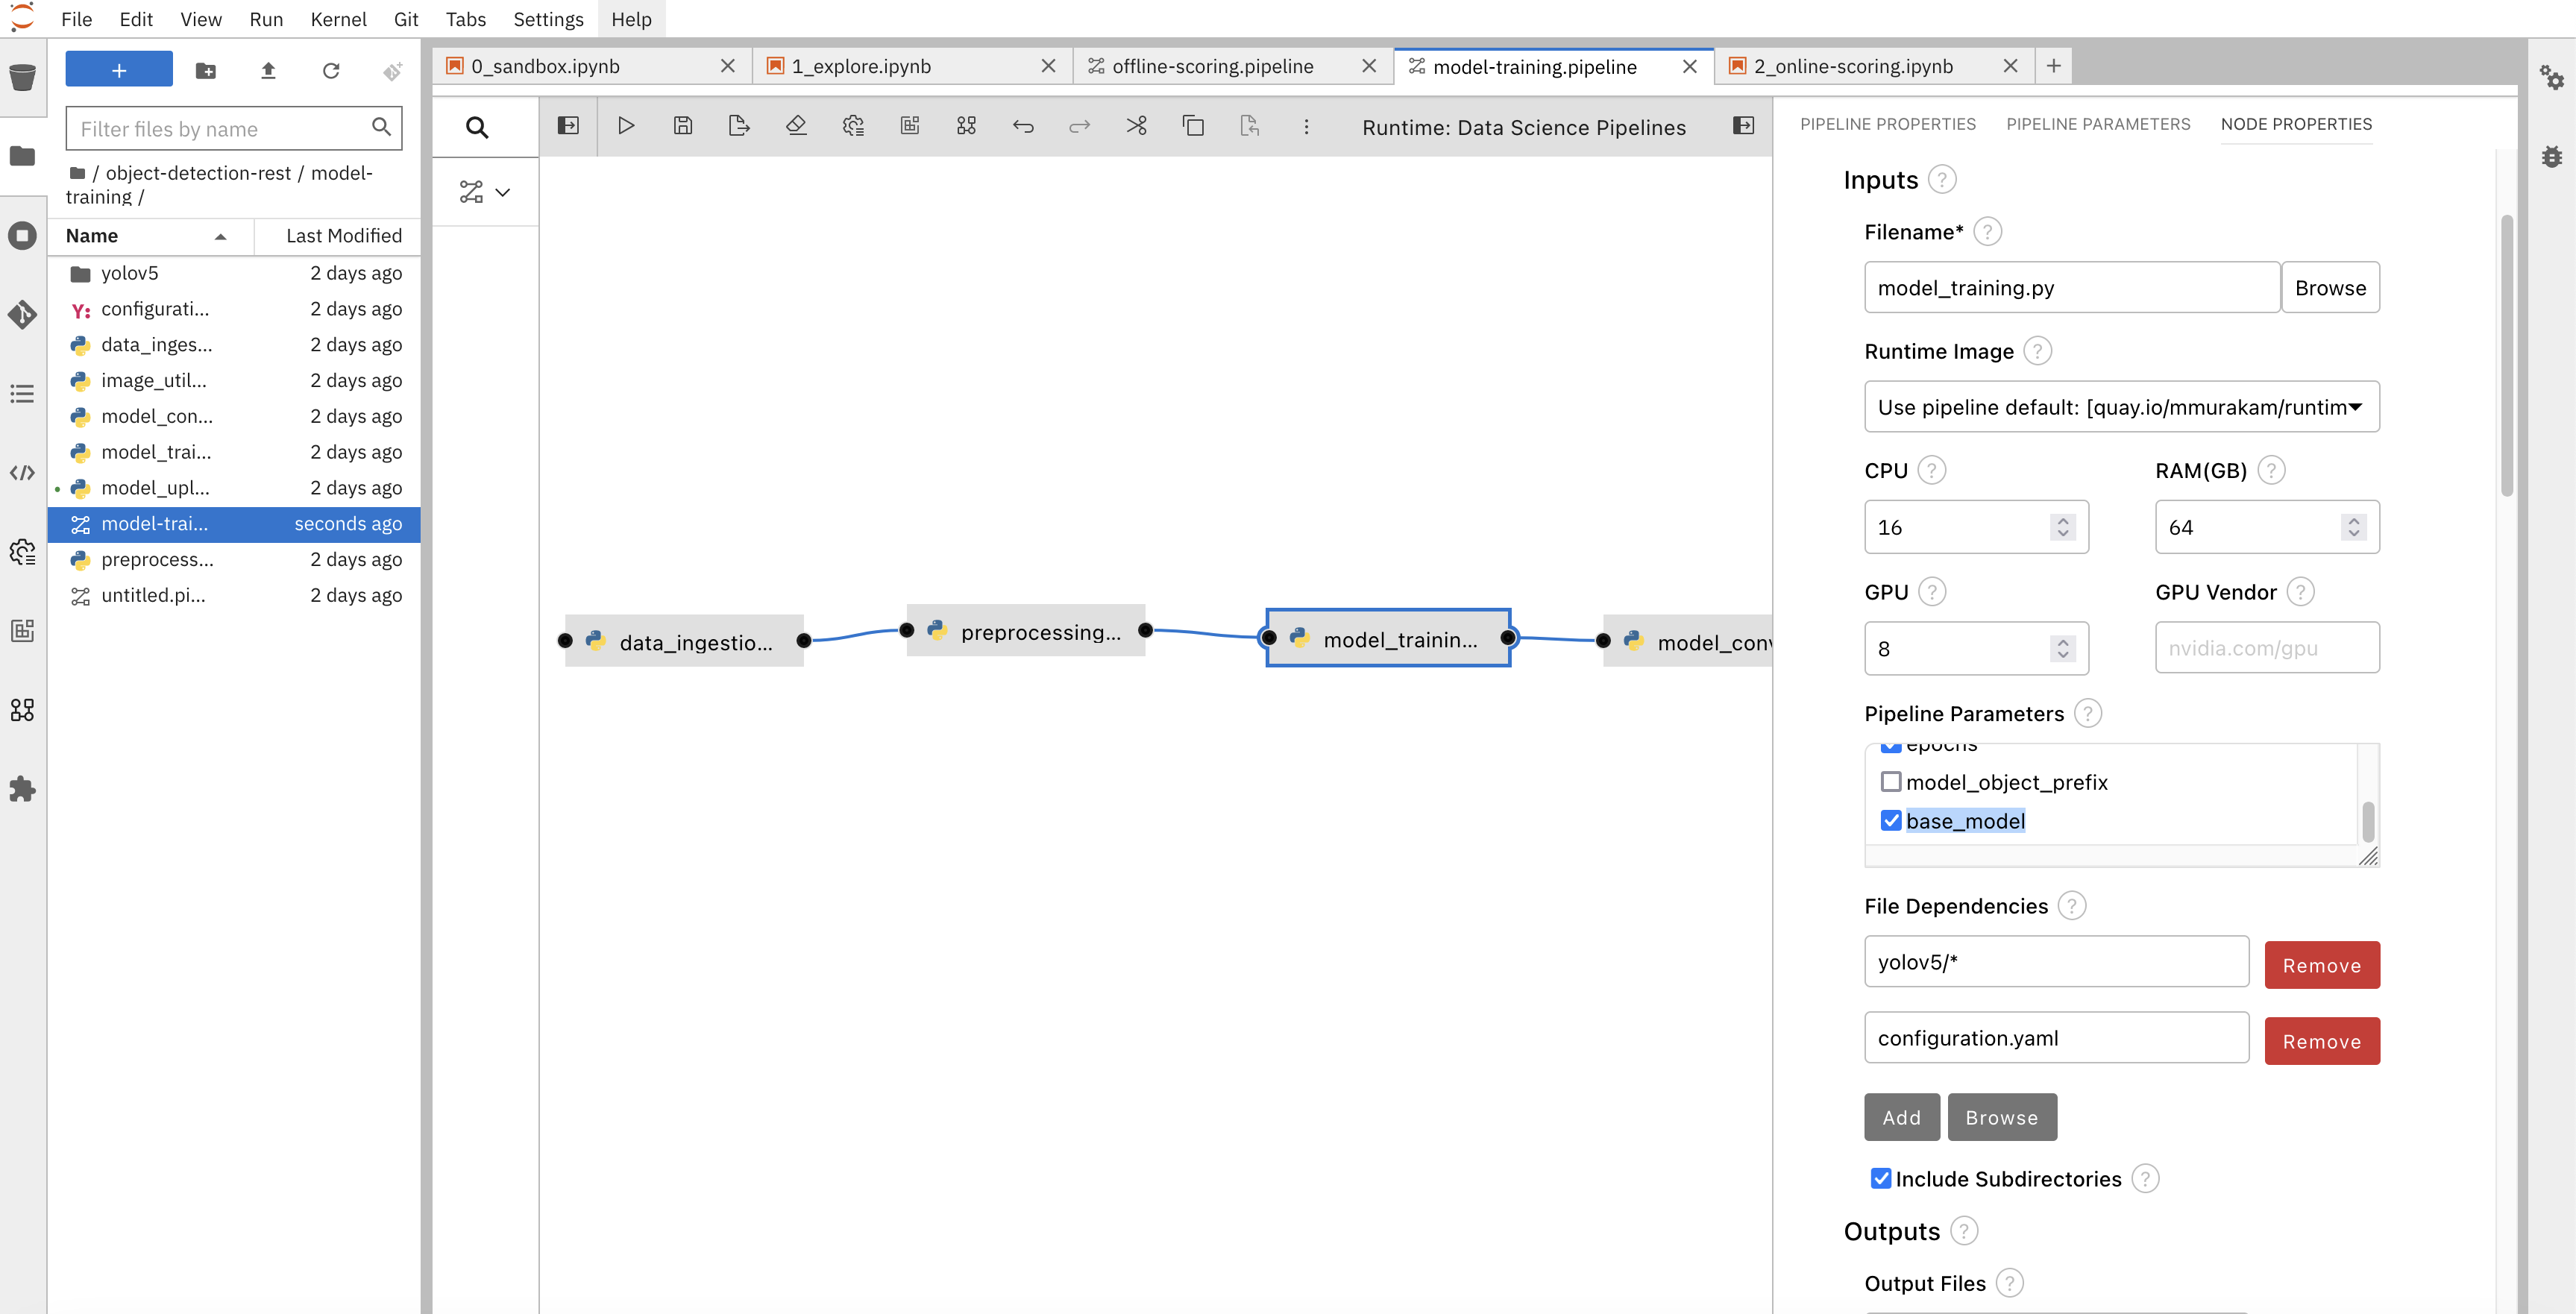 File Edit View Run Kernel Git Tabs Settings Help
0_sandbox.ipynb
1_explore.ipynb
offline-scoring.pipeline
model-training.pipeline
2_online-scoring.ipynb
Filter files by name
/ object-detection-rest / model-
training /
Name Last Modified
yolov5 2 days ago
configurati... 2 days ago
data_inges... 2 days ago
image_util... 2 days ago
model_con... 2 days ago
model_trai... 2 days ago
model_upl... 2 days ago
model-trai... seconds ago
preprocess... 2 days ago
untitled.pi... 2 days ago
Runtime: Data Science Pipelines
data_ingestio...
preprocessing...
model_trainin...
model_con
PIPELINE PROPERTIES PIPELINE PARAMETERS NODE PROPERTIES
Inputs ?
Filename* ?
model_training.py Browse
Runtime Image ?
Use pipeline default: [quay.io/mmurakam/runtim
CPU ? RAM(GB) ?
16 64
GPU ? GPU Vendor ?
8 nvidia.com/gpu
Pipeline Parameters ?
epochs
model_object_prefix
base_model
File Dependencies ?
yolov5/* Remove
configuration.yaml Remove
Add Browse
Include Subdirectories ?
Outputs ?
Output Files ?